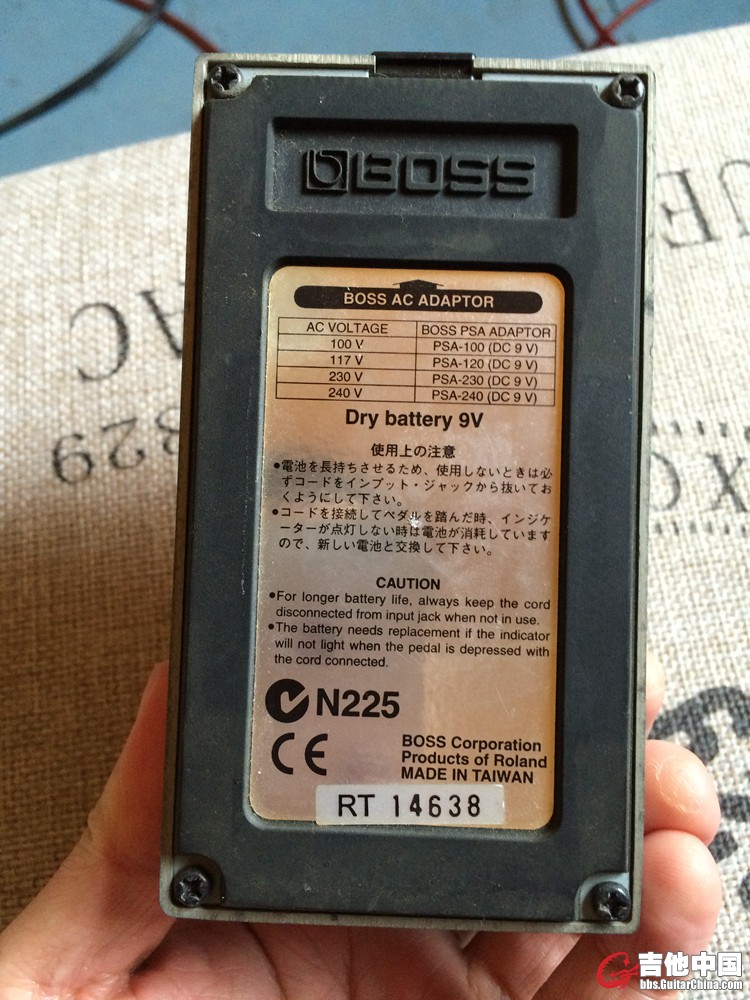 BOSS
BOSS AC ADAPTOR
AC VOLTAGE BOSS PSA ADAPTOR
100 V PSA-100 (DC 9 V)
117 V PSA-120 (DC 9 V)
230 V PSA-230 (DC 9 V)
240 V PSA-240 (DC 9 V)
Dry battery 9V
使用上の注意
●電池を長持ちさせるため、使用しないときは必
ずコードをインプット・ジャックから抜いてお
くようにして下さい。
●コードを接続してペダルを踏んだ時、インジケ
ーターが点灯しない時は電池が消耗しています
ので、新しい電池と交換して下さい。
CAUTION
●For longer battery life, always keep the cord
disconnected from input jack when not in use.
●The battery needs replacement if the indicator
will not light when the pedal is depressed with
the cord connected.
N225
CE
BOSS Corporation
Products of Roland
MADE IN TAIWAN
RT 14638
AC
329
吉他中国
bbs.GuitarChina.com